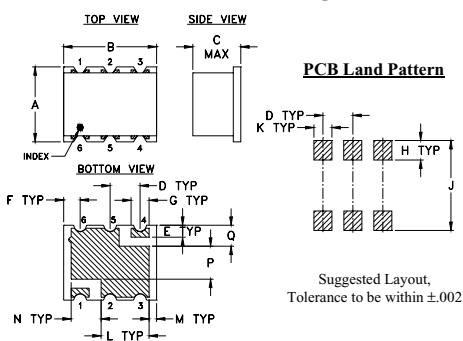 TOP VIEW
SIDE VIEW
B
C
MAX
1 2 3
A
INDEX
6 5 4
PCB Land Pattern
D TYP
K TYP
H TYP
J
BOTTOM VIEW
D TYP
F TYP
G TYP
6 5 4
E TYP
Q
P
N TYP
1 2 3
M TYP
L TYP
Suggested Layout,
Tolerance to be within ±.002